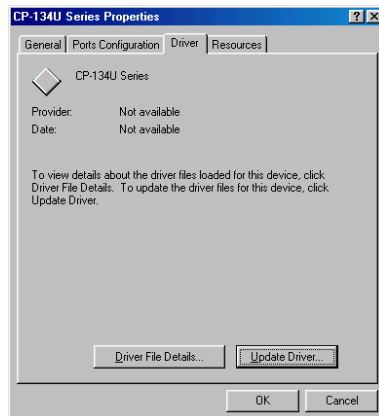 CP-134U Series Properties
General Ports Configuration Driver Resources
CP-134U Series
Provider: Not available
Date: Not available
To view details about the driver files loaded for this device, click
Driver File Details. To update the driver files for this device, click
Update Driver.
Driver File Details... Update Driver...
OK Cancel